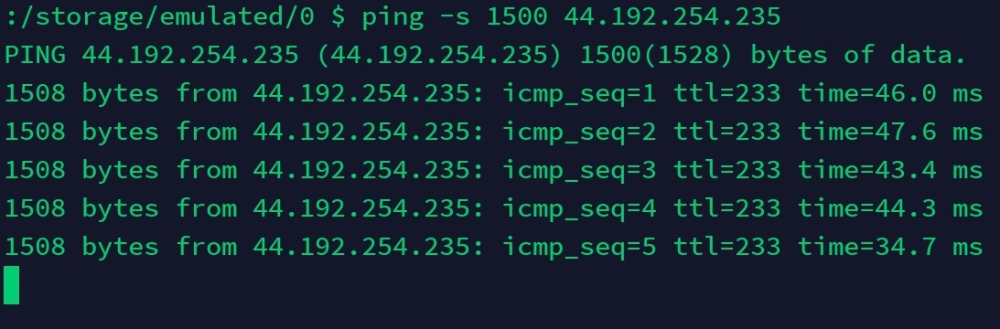 :/storage/emulated/0 $ ping -s 1500 44.192.254.235
PING 44.192.254.235 (44.192.254.235) 1500(1528) bytes of data.
1508 bytes from 44.192.254.235: icmp_seq=1 ttl=233 time=46.0 ms
1508 bytes from 44.192.254.235: icmp_seq=2 ttl=233 time=47.6 ms
1508 bytes from 44.192.254.235: icmp_seq=3 ttl=233 time=43.4 ms
1508 bytes from 44.192.254.235: icmp_seq=4 ttl=233 time=44.3 ms
1508 bytes from 44.192.254.235: icmp_seq=5 ttl=233 time=34.7 ms